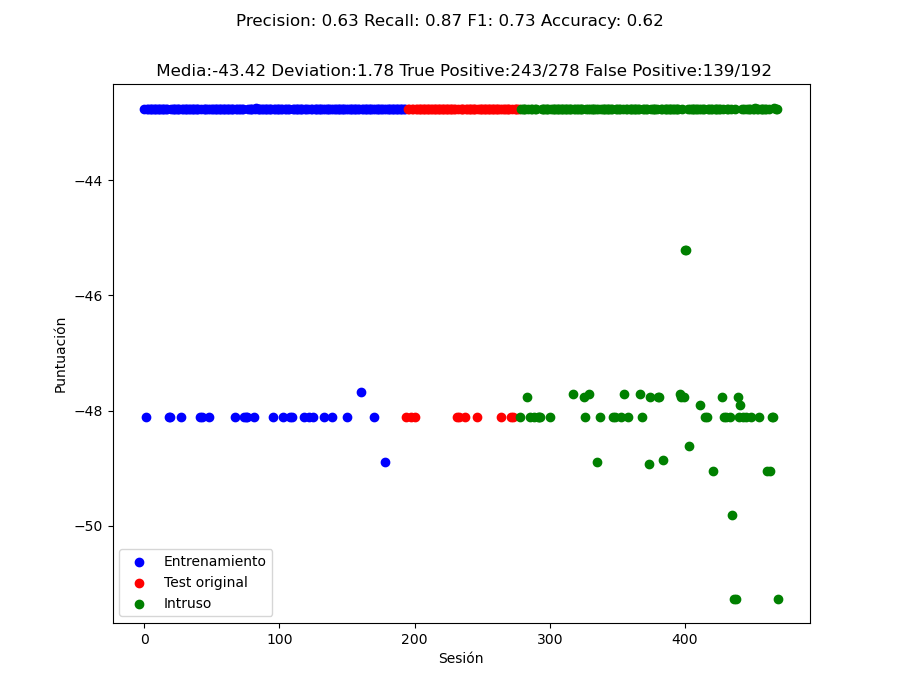 Precision: 0.63 Recall: 0.87 F1: 0.73 Accuracy: 0.62
Media:-43.42 Deviation:1.78 True Positive:243/278 False Positive:139/192
Puntuación
−44
−46
−48
−50
Entrenamiento
Test original
Intruso
0 100 200 300 400
Sesión